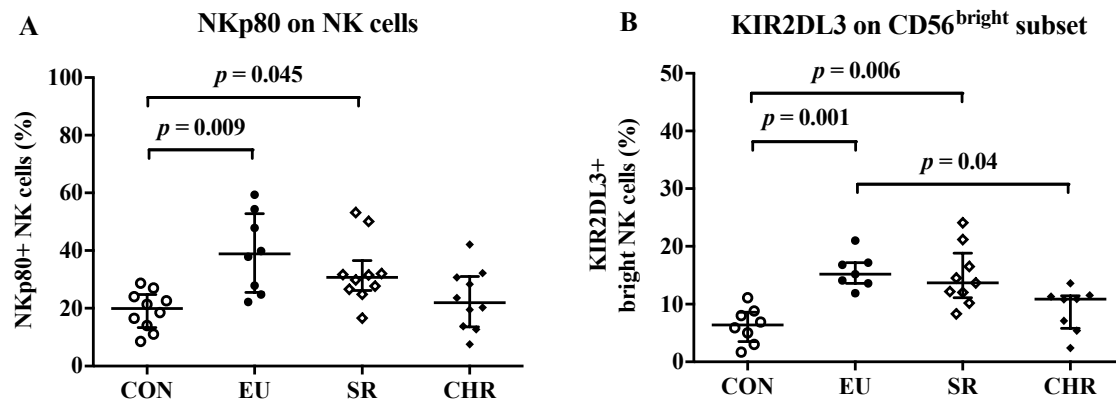 A
NKp80 on NK cells
NKp80+ NK cells (%)
100
80
60
40
20
0
p = 0.045
p = 0.009
CON
EU
SR
CHR
B
KIR2DL3 on CD56bright subset
KIR2DL3+
bright NK cells (%)
50
40
30
20
10
0
p = 0.006
p = 0.001
p = 0.04
CON
EU
SR
CHR